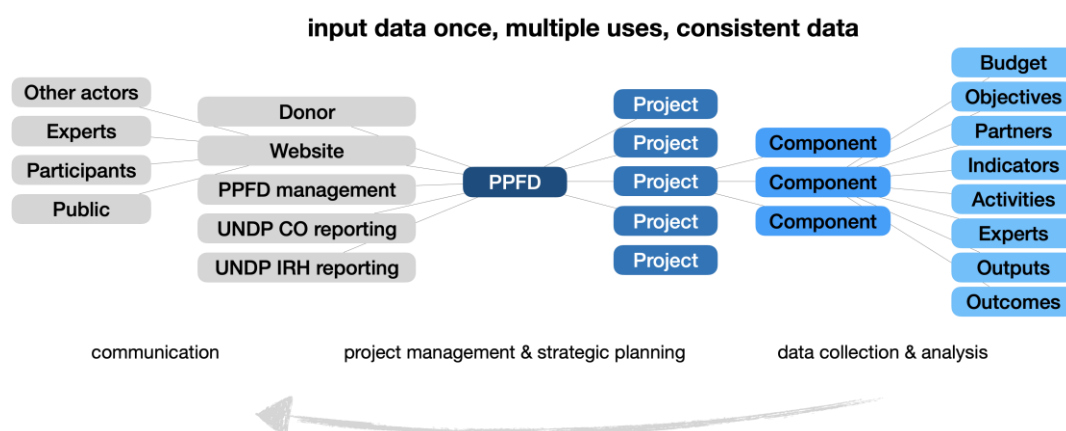 input data once, multiple uses, consistent data
Other actors
Experts
Participants
Public
Donor
Website
PPFD management
UNDP CO reporting
UNDP IRH reporting
PPFD
Project
Project
Project
Project
Project
Component
Component
Component
Budget
Objectives
Partners
Indicators
Activities
Experts
Outputs
Outcomes
communication
project management & strategic planning
data collection & analysis